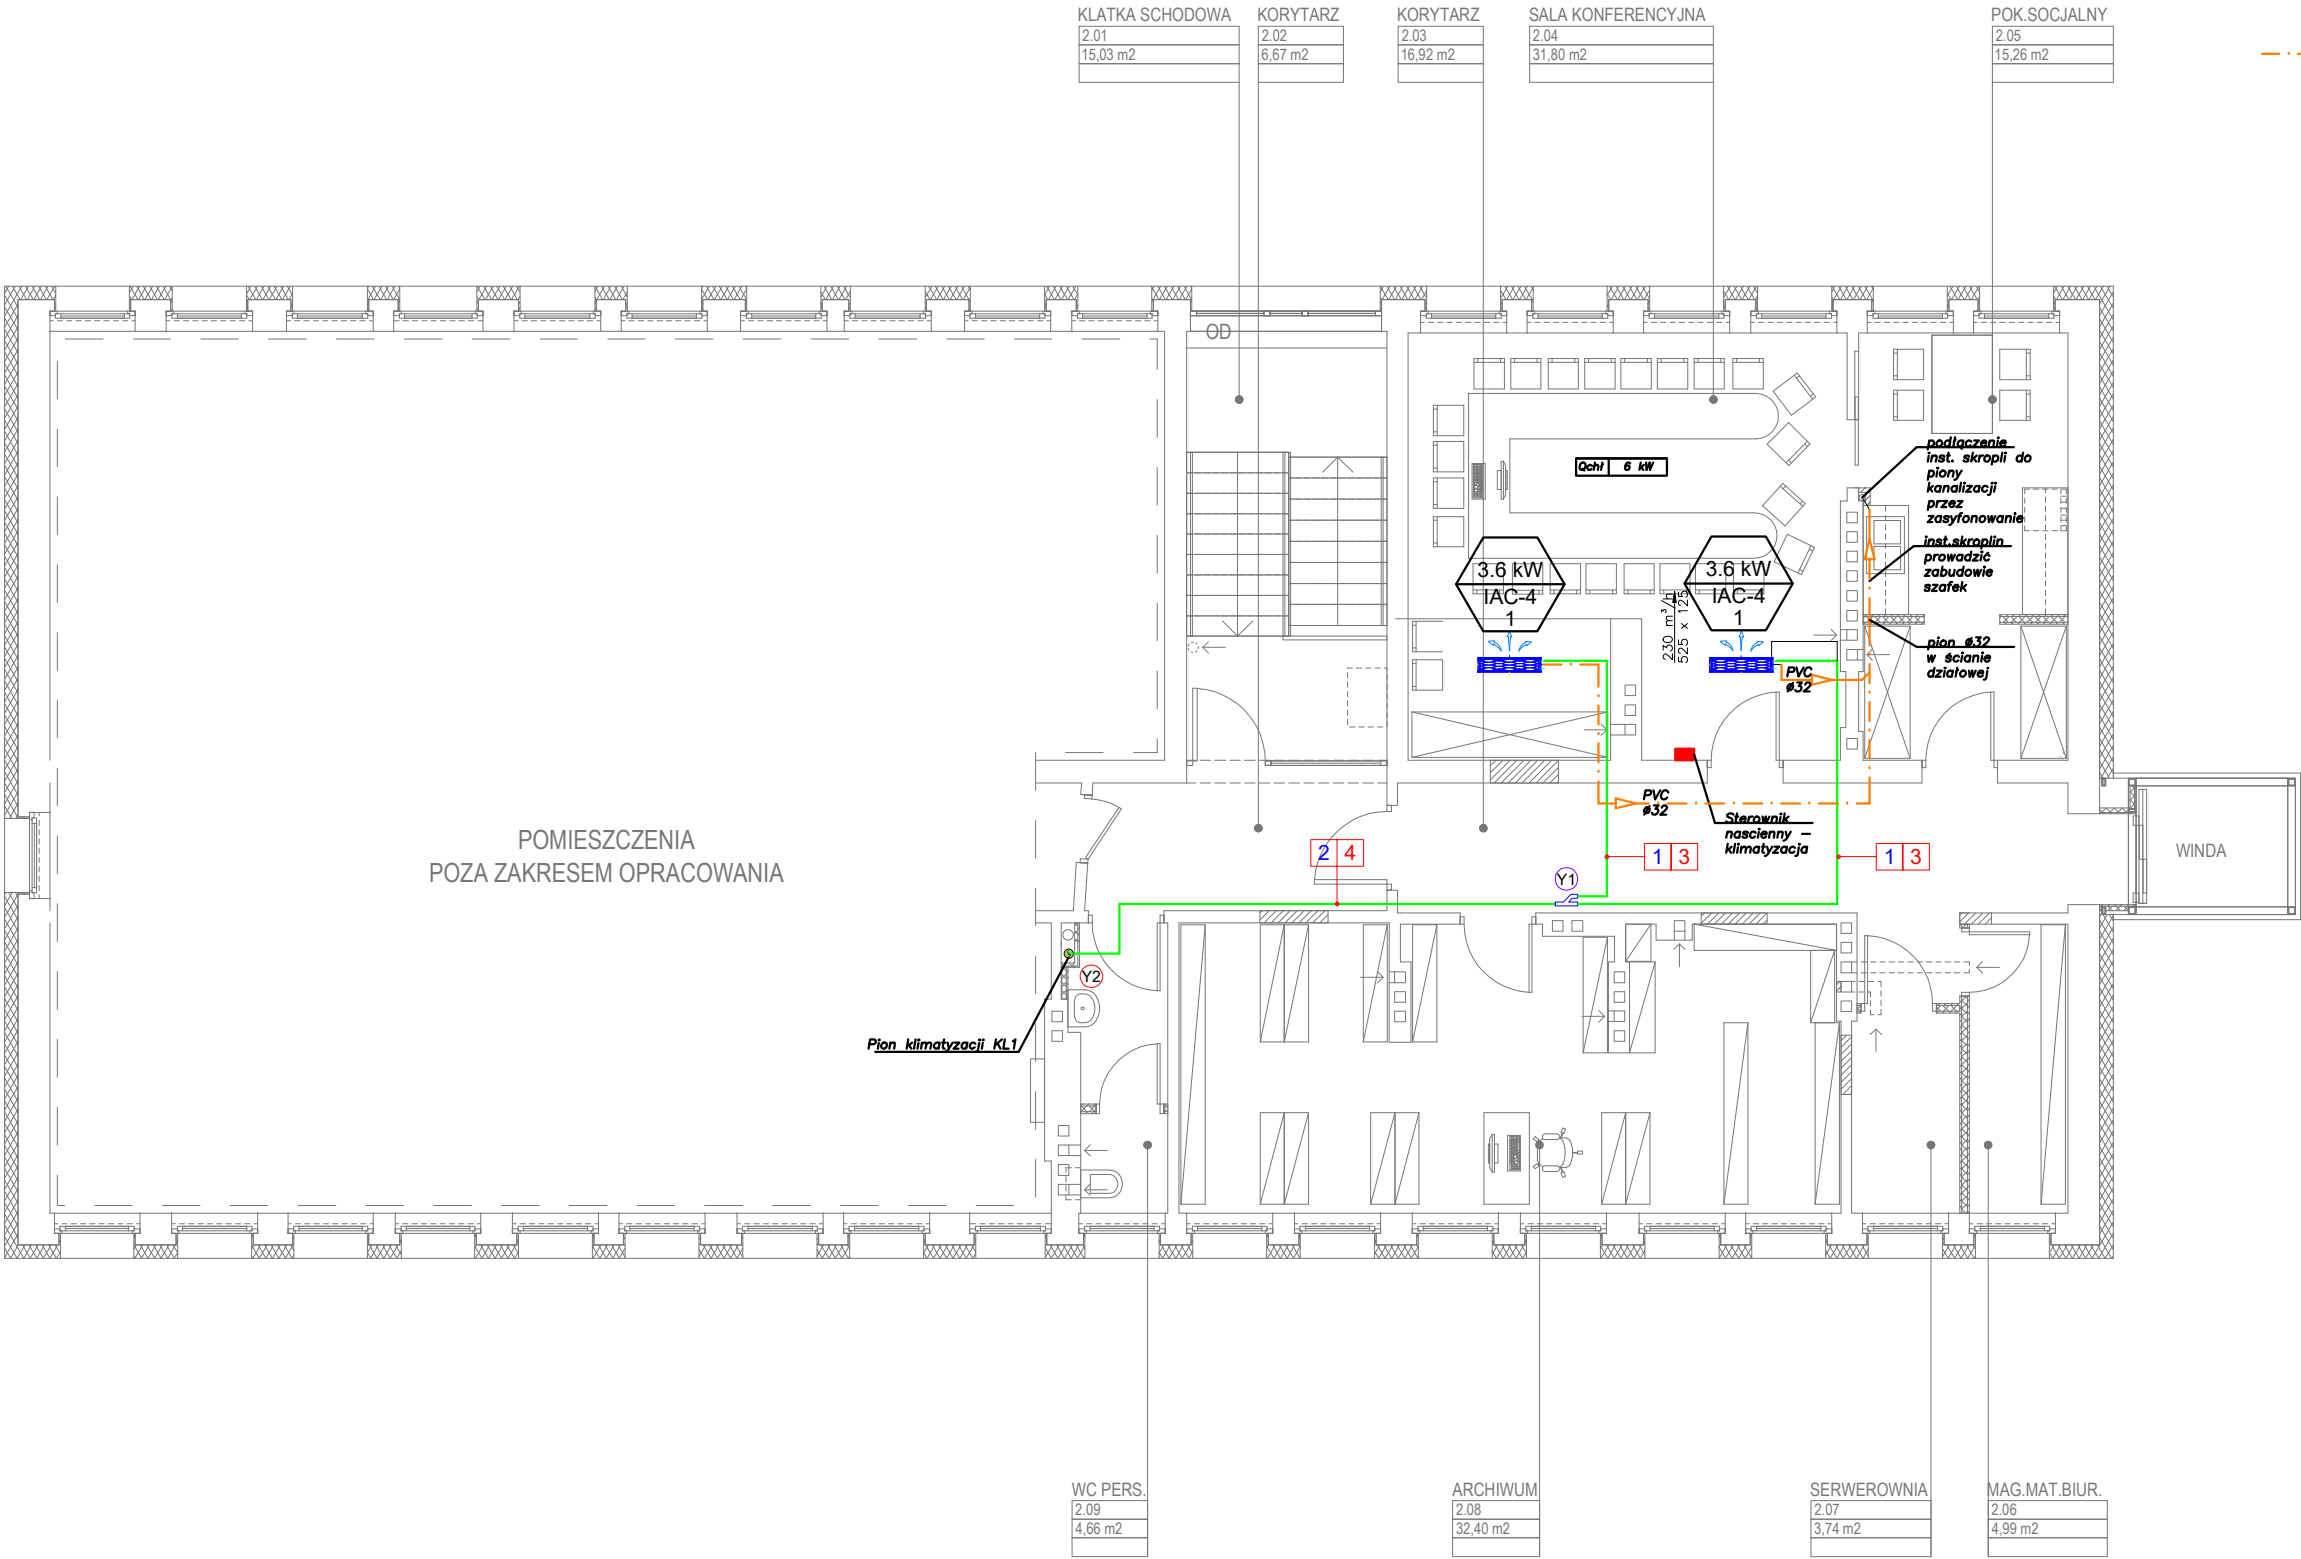 KLATKA SCHODOWA
2.01
15,03 m2
KORYTARZ
2.02
6,67 m2
KORYTARZ
2.03
16,92 m2
SALA KONFERENCYJNA
2.04
31,80 m2
POK.SOCJALNY
2.05
15,26 m2
OD
Qchł 6 kW
podłączenie
inst. skropli do
piony
kanalizacji
przez
zasyfonowanie
inst.skroplin
prowadzić
zabudowie
szafek
pion ø32
w ścianie
działowej
3.6 kW
IAC-4
1
3.6 kW
IAC-4
1
230 m³/h
525 x 125
PVC
ø32
PVC
ø32
Sterownik
nascienny –
klimatyzacja
POMIESZCZENIA
POZA ZAKRESEM OPRACOWANIA
2 4
1 3
1 3
Y1
WINDA
Y2
Pion klimatyzacji KL1
WC PERS.
2.09
4,66 m2
ARCHIWUM
2.08
32,40 m2
SERWEROWNIA
2.07
3,74 m2
MAG.MAT.BIUR.
2.06
4,99 m2